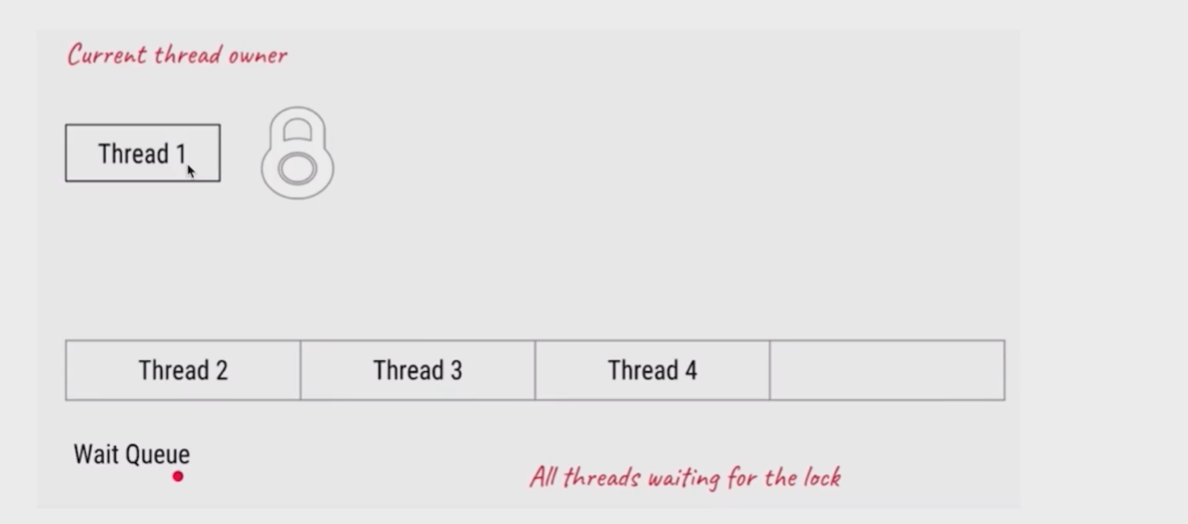 Current thread owner
Thread 1
Thread 2
Thread 3
Thread 4
Wait Queue
All threads waiting for the lock